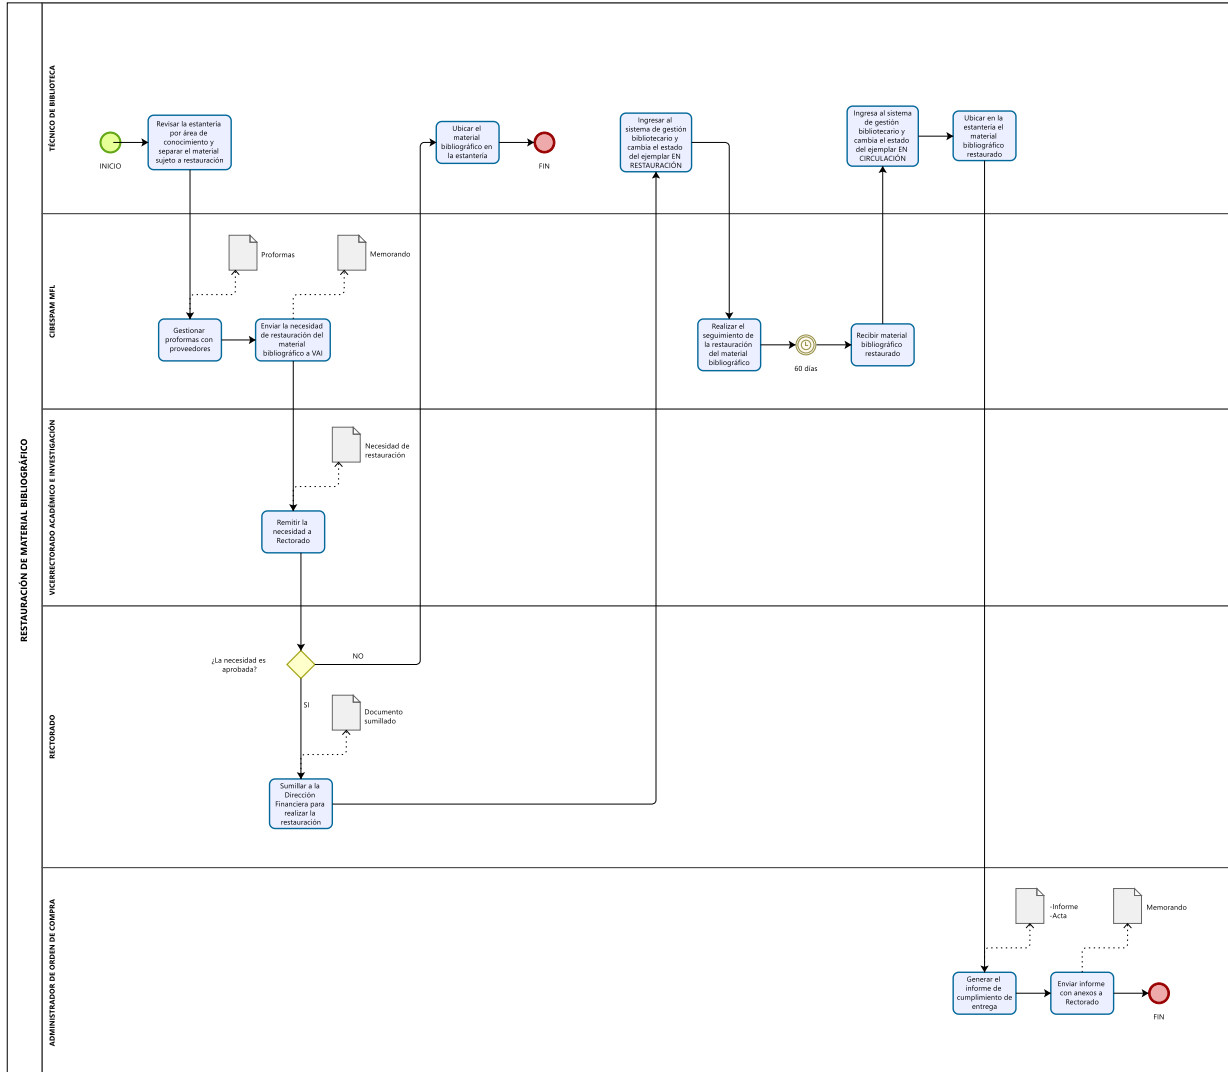 RESTAURACIÓN DE MATERIAL BIBLIOGRÁFICO
TÉCNICO DE BIBLIOTECA
INICIO
Revisar la estantería
por área de
conocimiento y
separar el material
sujeto a restauración
Ubicar el
material
bibliográfico en
la estantería
FIN
Ingresar al
sistema de gestión
bibliotecario y
cambia el estado
del ejemplar EN
RESTAURACIÓN
Ingresa al sistema
de gestión
bibliotecario y
cambia el estado
del ejemplar EN
CIRCULACIÓN
Ubicar en la
estantería el
material
bibliográfico
restaurado
CIBESPAM MFL
Proformas
Memorando
Gestionar
proformas con
proveedores
Enviar la necesidad
de restauración del
material
bibliográfico a VAI
Realizar el
seguimiento de
la restauración
del material
bibliográfico
60 días
Recibir material
bibliográfico
restaurado
VICERRECTORADO ACADÉMICO E INVESTIGACIÓN
Necesidad de
restauración
Remitir la
necesidad a
Rectorado
RECTORADO
¿La necesidad es
aprobada?
NO
SI
Documento
sumillado
Sumillar a la
Dirección
Financiera para
realizar la
restauración
ADMINISTRADOR DE ORDEN DE COMPRA
-Informe
-Acta
Memorando
Generar el
informe de
cumplimiento de
entrega
Enviar informe
con anexos a
Rectorado
FIN